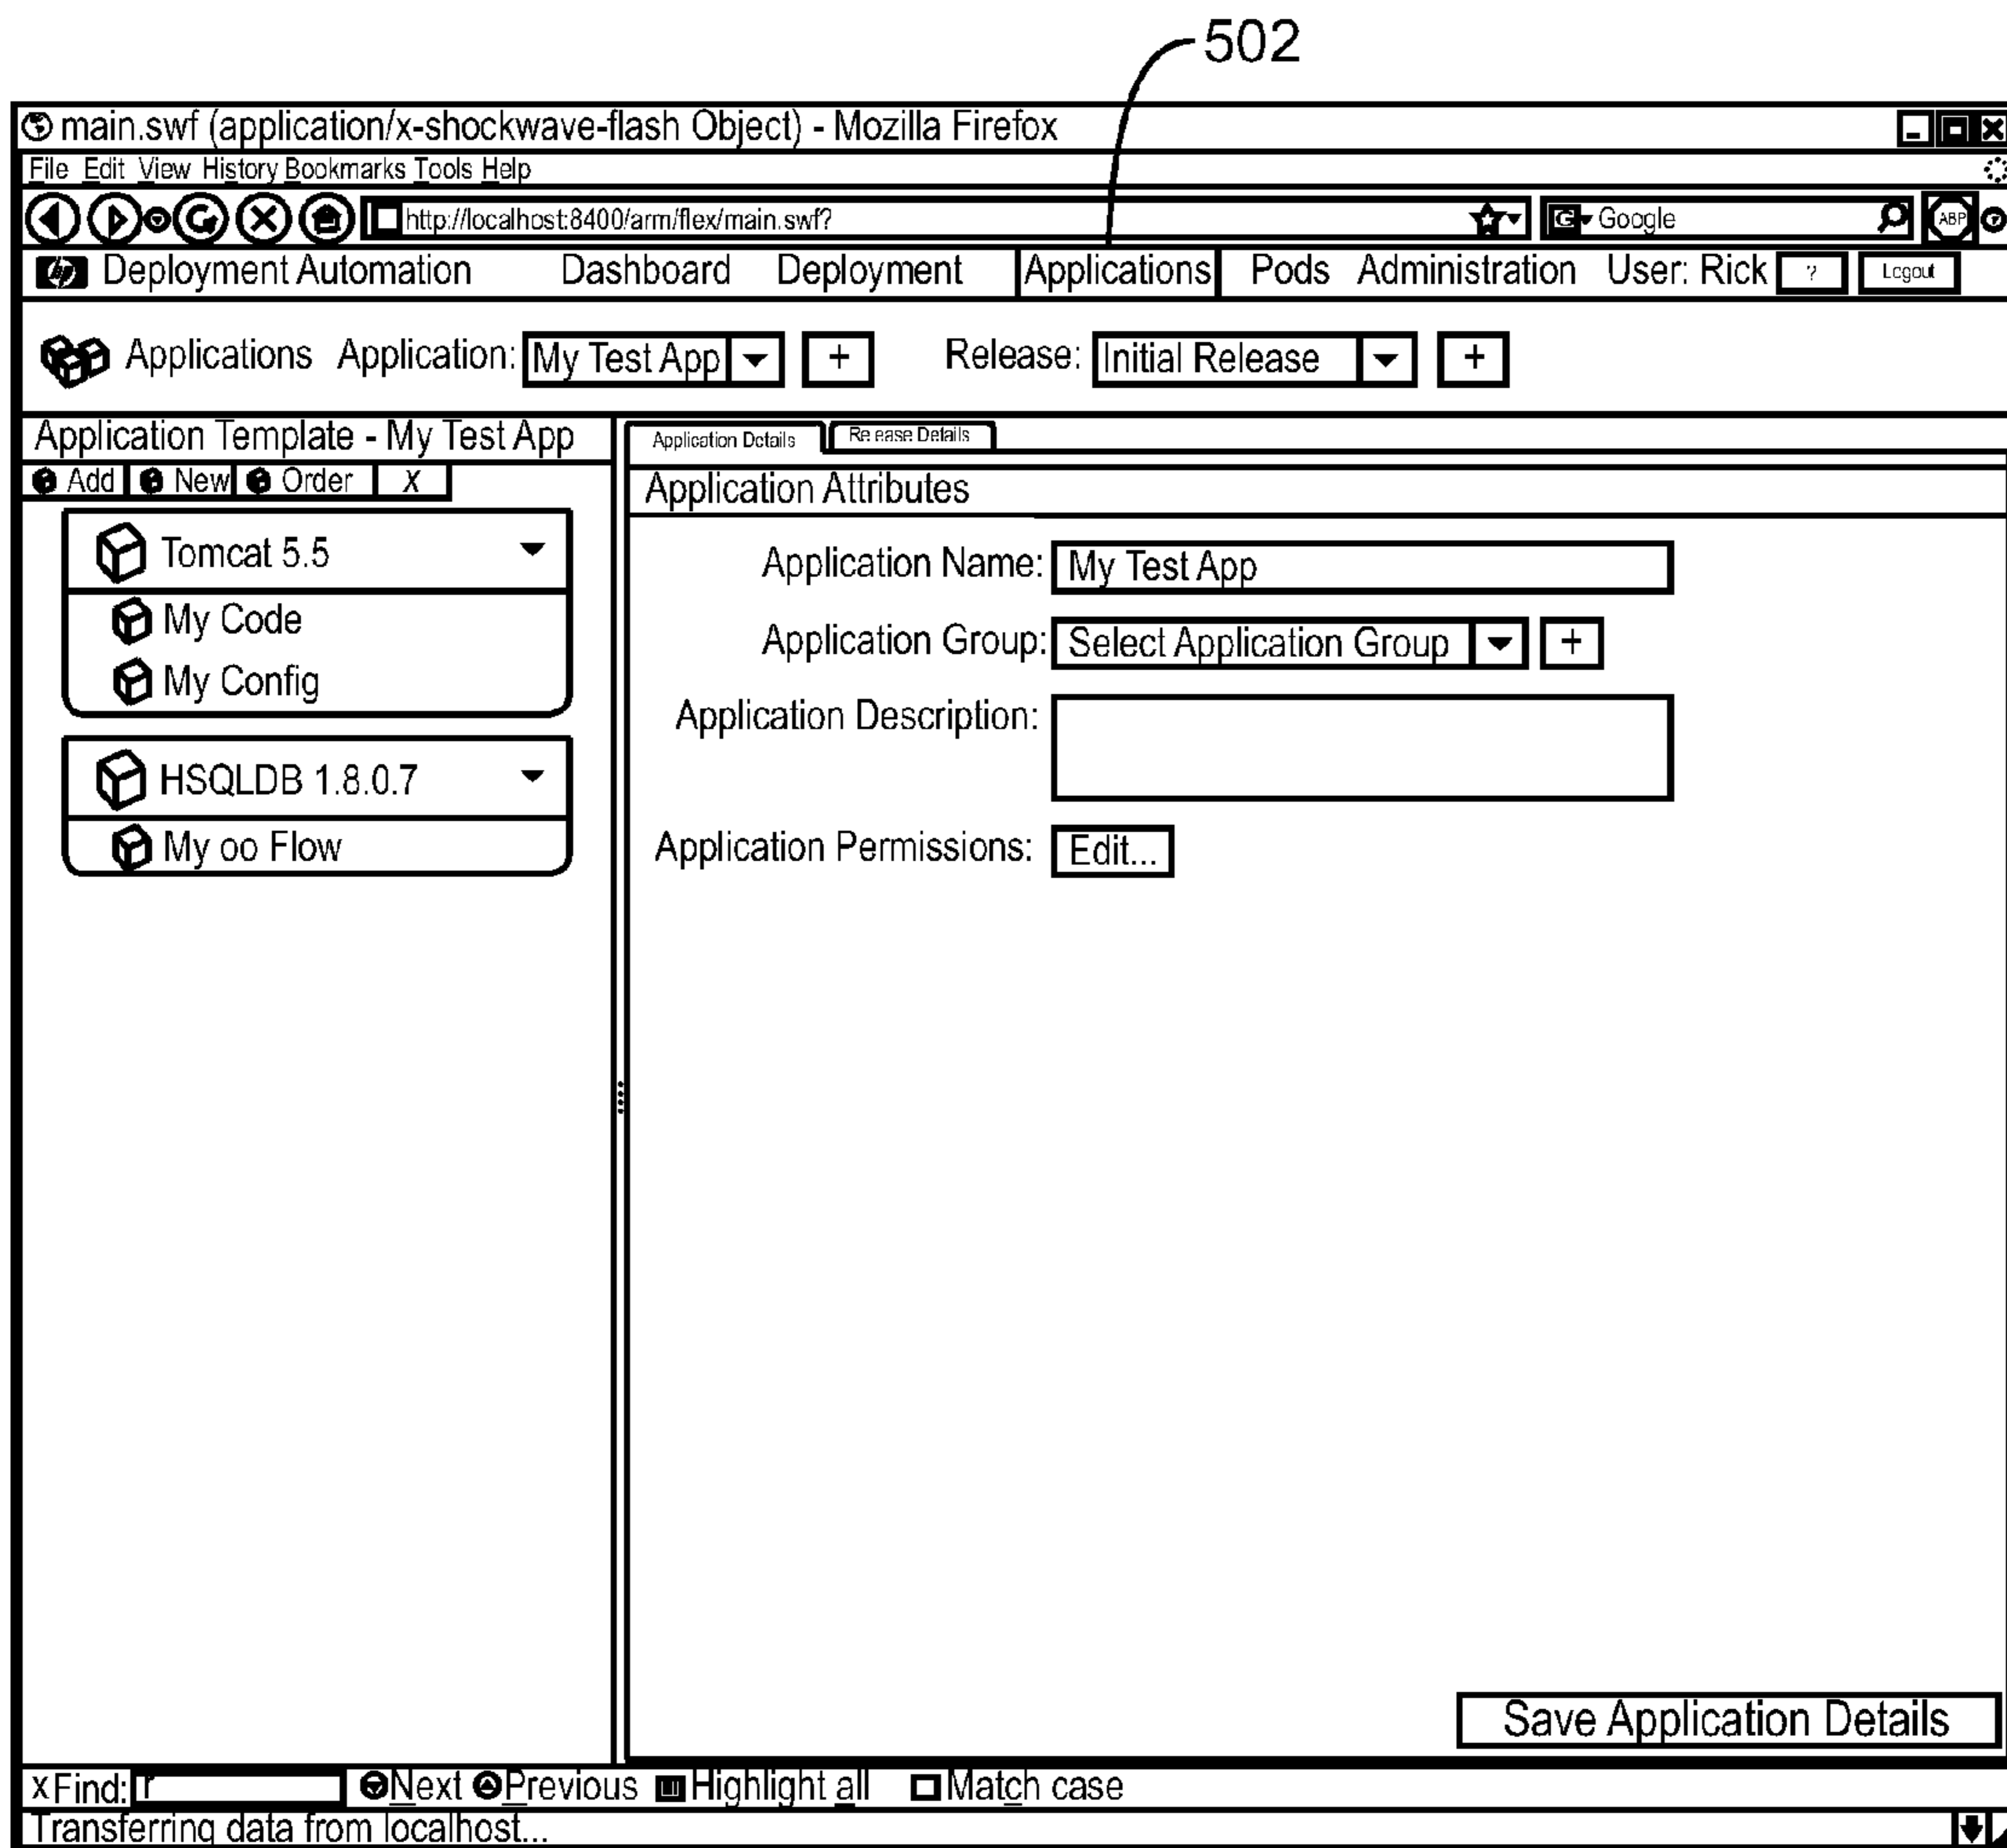 502
main.swf (application/x-shockwave-flash Object) - Mozilla Firefox
File Edit View History Bookmarks Tools Help
http://localhost:8400/arm/flex/main.swf? G Google ABP
hp Deployment Automation Dashboard Deployment Applications Pods Administration User: Rick ? Logout
Applications Application: My Test App + Release: Initial Release +
Application Template - My Test App
Add New Order X
Tomcat 5.5
My Code
My Config
HSQLDB 1.8.0.7
My oo Flow
Application Details Re ease Details
Application Attributes
Application Name: My Test App
Application Group: Select Application Group +
Application Description:
Application Permissions: Edit...
Save Application Details
x Find: r Next Previous Highlight all Match case
Transferring data from localhost...